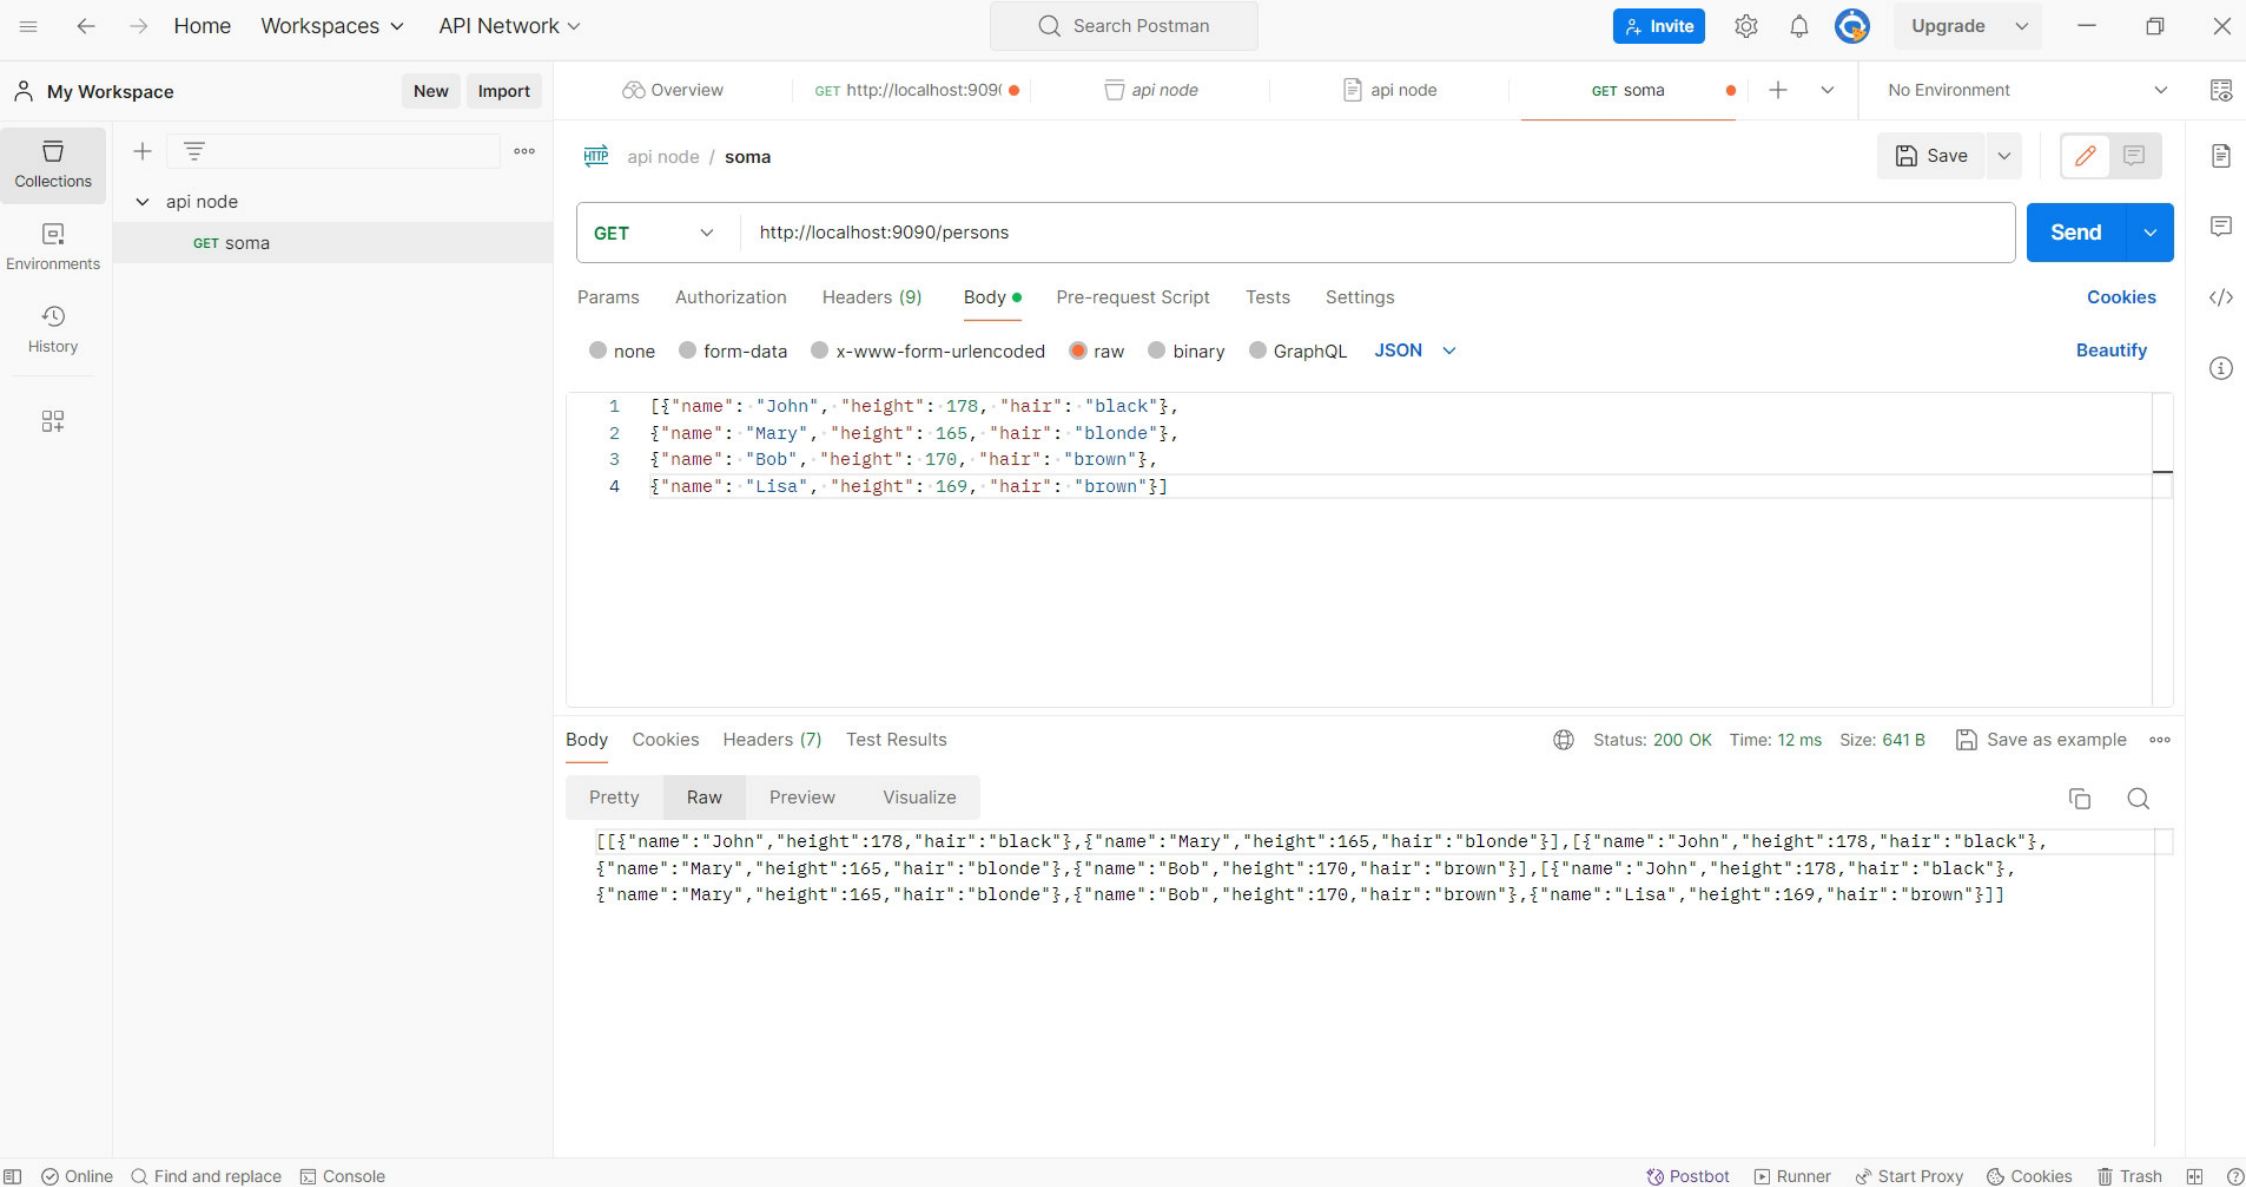 Home Workspaces API Network Search Postman Invite Upgrade
My Workspace New Import Overview GET http://localhost:909 api node api node GET soma No Environment
Collections
api node
GET soma
Environments
History
HTTP api node / soma Save
GET http://localhost:9090/persons Send
Params Authorization Headers (9) Body Pre-request Script Tests Settings Cookies
none form-data x-www-form-urlencoded raw binary GraphQL JSON Beautify
1 [{"name": "John", "height": 178, "hair": "black"},
2 {"name": "Mary", "height": 165, "hair": "blonde"},
3 {"name": "Bob", "height": 170, "hair": "brown"},
4 {"name": "Lisa", "height": 169, "hair": "brown"}]
Body Cookies Headers (7) Test Results Status: 200 OK Time: 12 ms Size: 641 B Save as example
Pretty Raw Preview Visualize
[[{"name":"John","height":178,"hair":"black"},{"name":"Mary","height":165,"hair":"blonde"}],[{"name":"John","height":178,"hair":"black"},
{"name":"Mary","height":165,"hair":"blonde"},{"name":"Bob","height":170,"hair":"brown"}],[{"name":"John","height":178,"hair":"black"},
{"name":"Mary","height":165,"hair":"blonde"},{"name":"Bob","height":170,"hair":"brown"},{"name":"Lisa","height":169,"hair":"brown"}]]
Online Find and replace Console Postbot Runner Start Proxy Cookies Trash